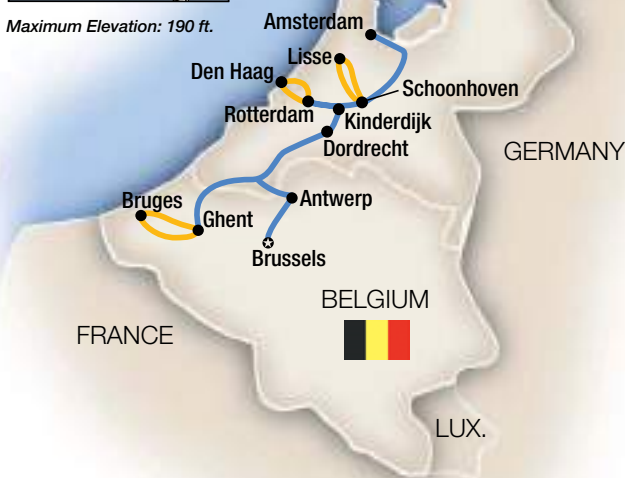 Maximum Elevation: 190 ft.
Amsterdam
Lisse
Den Haag
Schoonhoven
Rotterdam
Kinderdijk
Dordrecht
GERMANY
Bruges
Antwerp
Ghent
Brussels
BELGIUM
FRANCE
LUX.